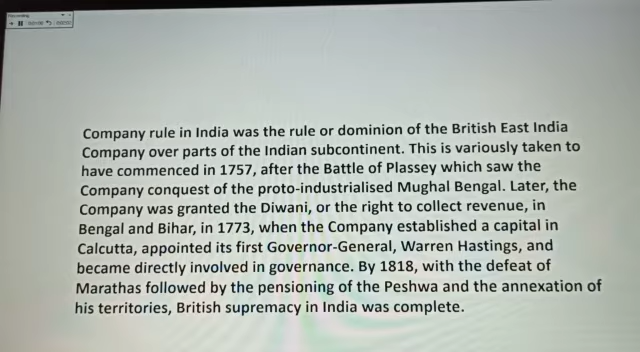 Recording
Company rule in India was the rule or dominion of the British East India
Company over parts of the Indian subcontinent. This is variously taken to
have commenced in 1757, after the Battle of Plassey which saw the
Company conquest of the proto-industrialised Mughal Bengal. Later, the
Company was granted the Diwani, or the right to collect revenue, in
Bengal and Bihar, in 1773, when the Company established a capital in
Calcutta, appointed its first Governor-General, Warren Hastings, and
became directly involved in governance. By 1818, with the defeat of
Marathas followed by the pensioning of the Peshwa and the annexation of
his territories, British supremacy in India was complete.